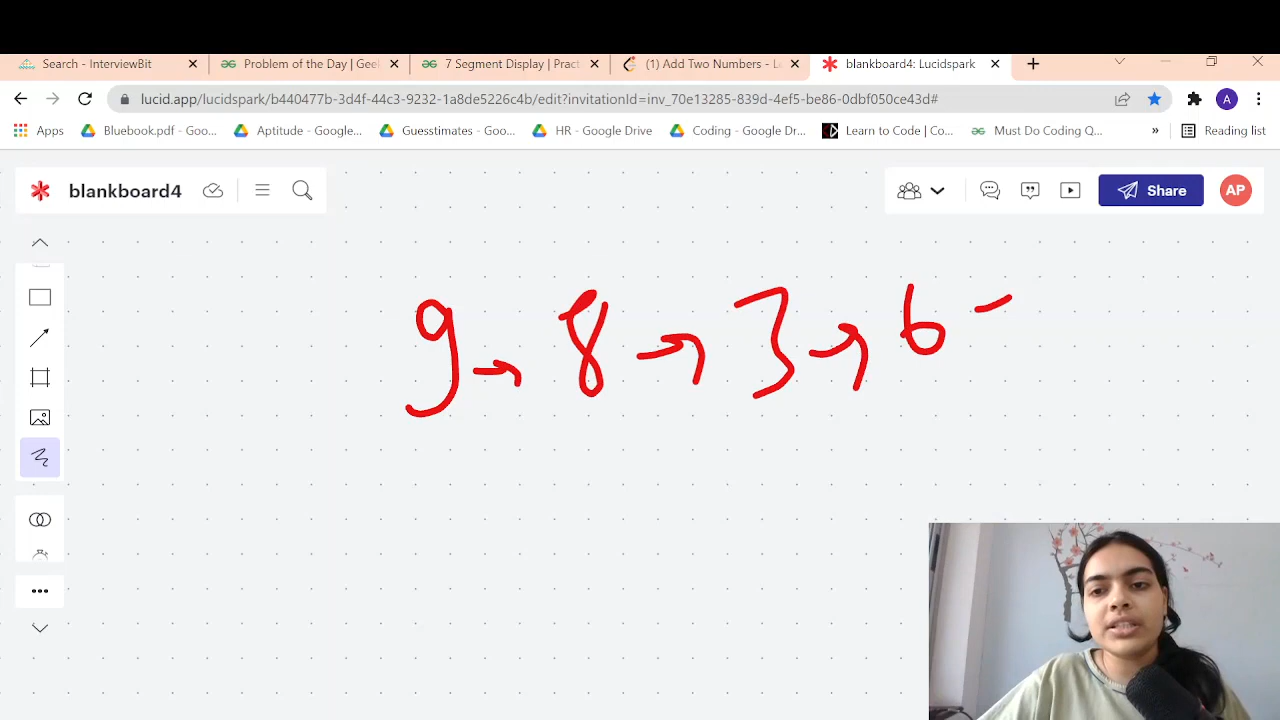 Search - InterviewBit
Problem of the Day | Geel
7 Segment Display | Pract
(1) Add Two Numbers - Le
blankboard4: Lucidspark
lucid.app/lucidspark/b440477b-3d4f-44c3-9232-1a8de5226c4b/edit?invitationId=inv_70e13285-839d-4ef5-be86-0dbf050ce43d#
A
Apps
Bluebook.pdf - Goo...
Aptitude - Google...
Guesstimates - Goo...
HR - Google Drive
Coding - Google Dr...
Learn to Code | Co...
Must Do Coding Q...
»
Reading list
blankboard4
Share
AP
9 → 8 → 3 → 6 -